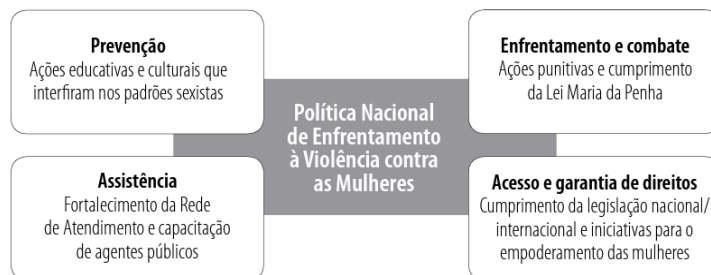 Prevenção
Ações educativas e culturais que
interfiram nos padrões sexistas
Enfrentamento e combate
Ações punitivas e cumprimento
da Lei Maria da Penha
Política Nacional
de Enfrentamento
à Violência contra
as Mulheres
Assistência
Fortalecimento da Rede
de Atendimento e capacitação
de agentes públicos
Acesso e garantia de direitos
Cumprimento da legislação nacional/
internacional e iniciativas para o
empoderamento das mulheres